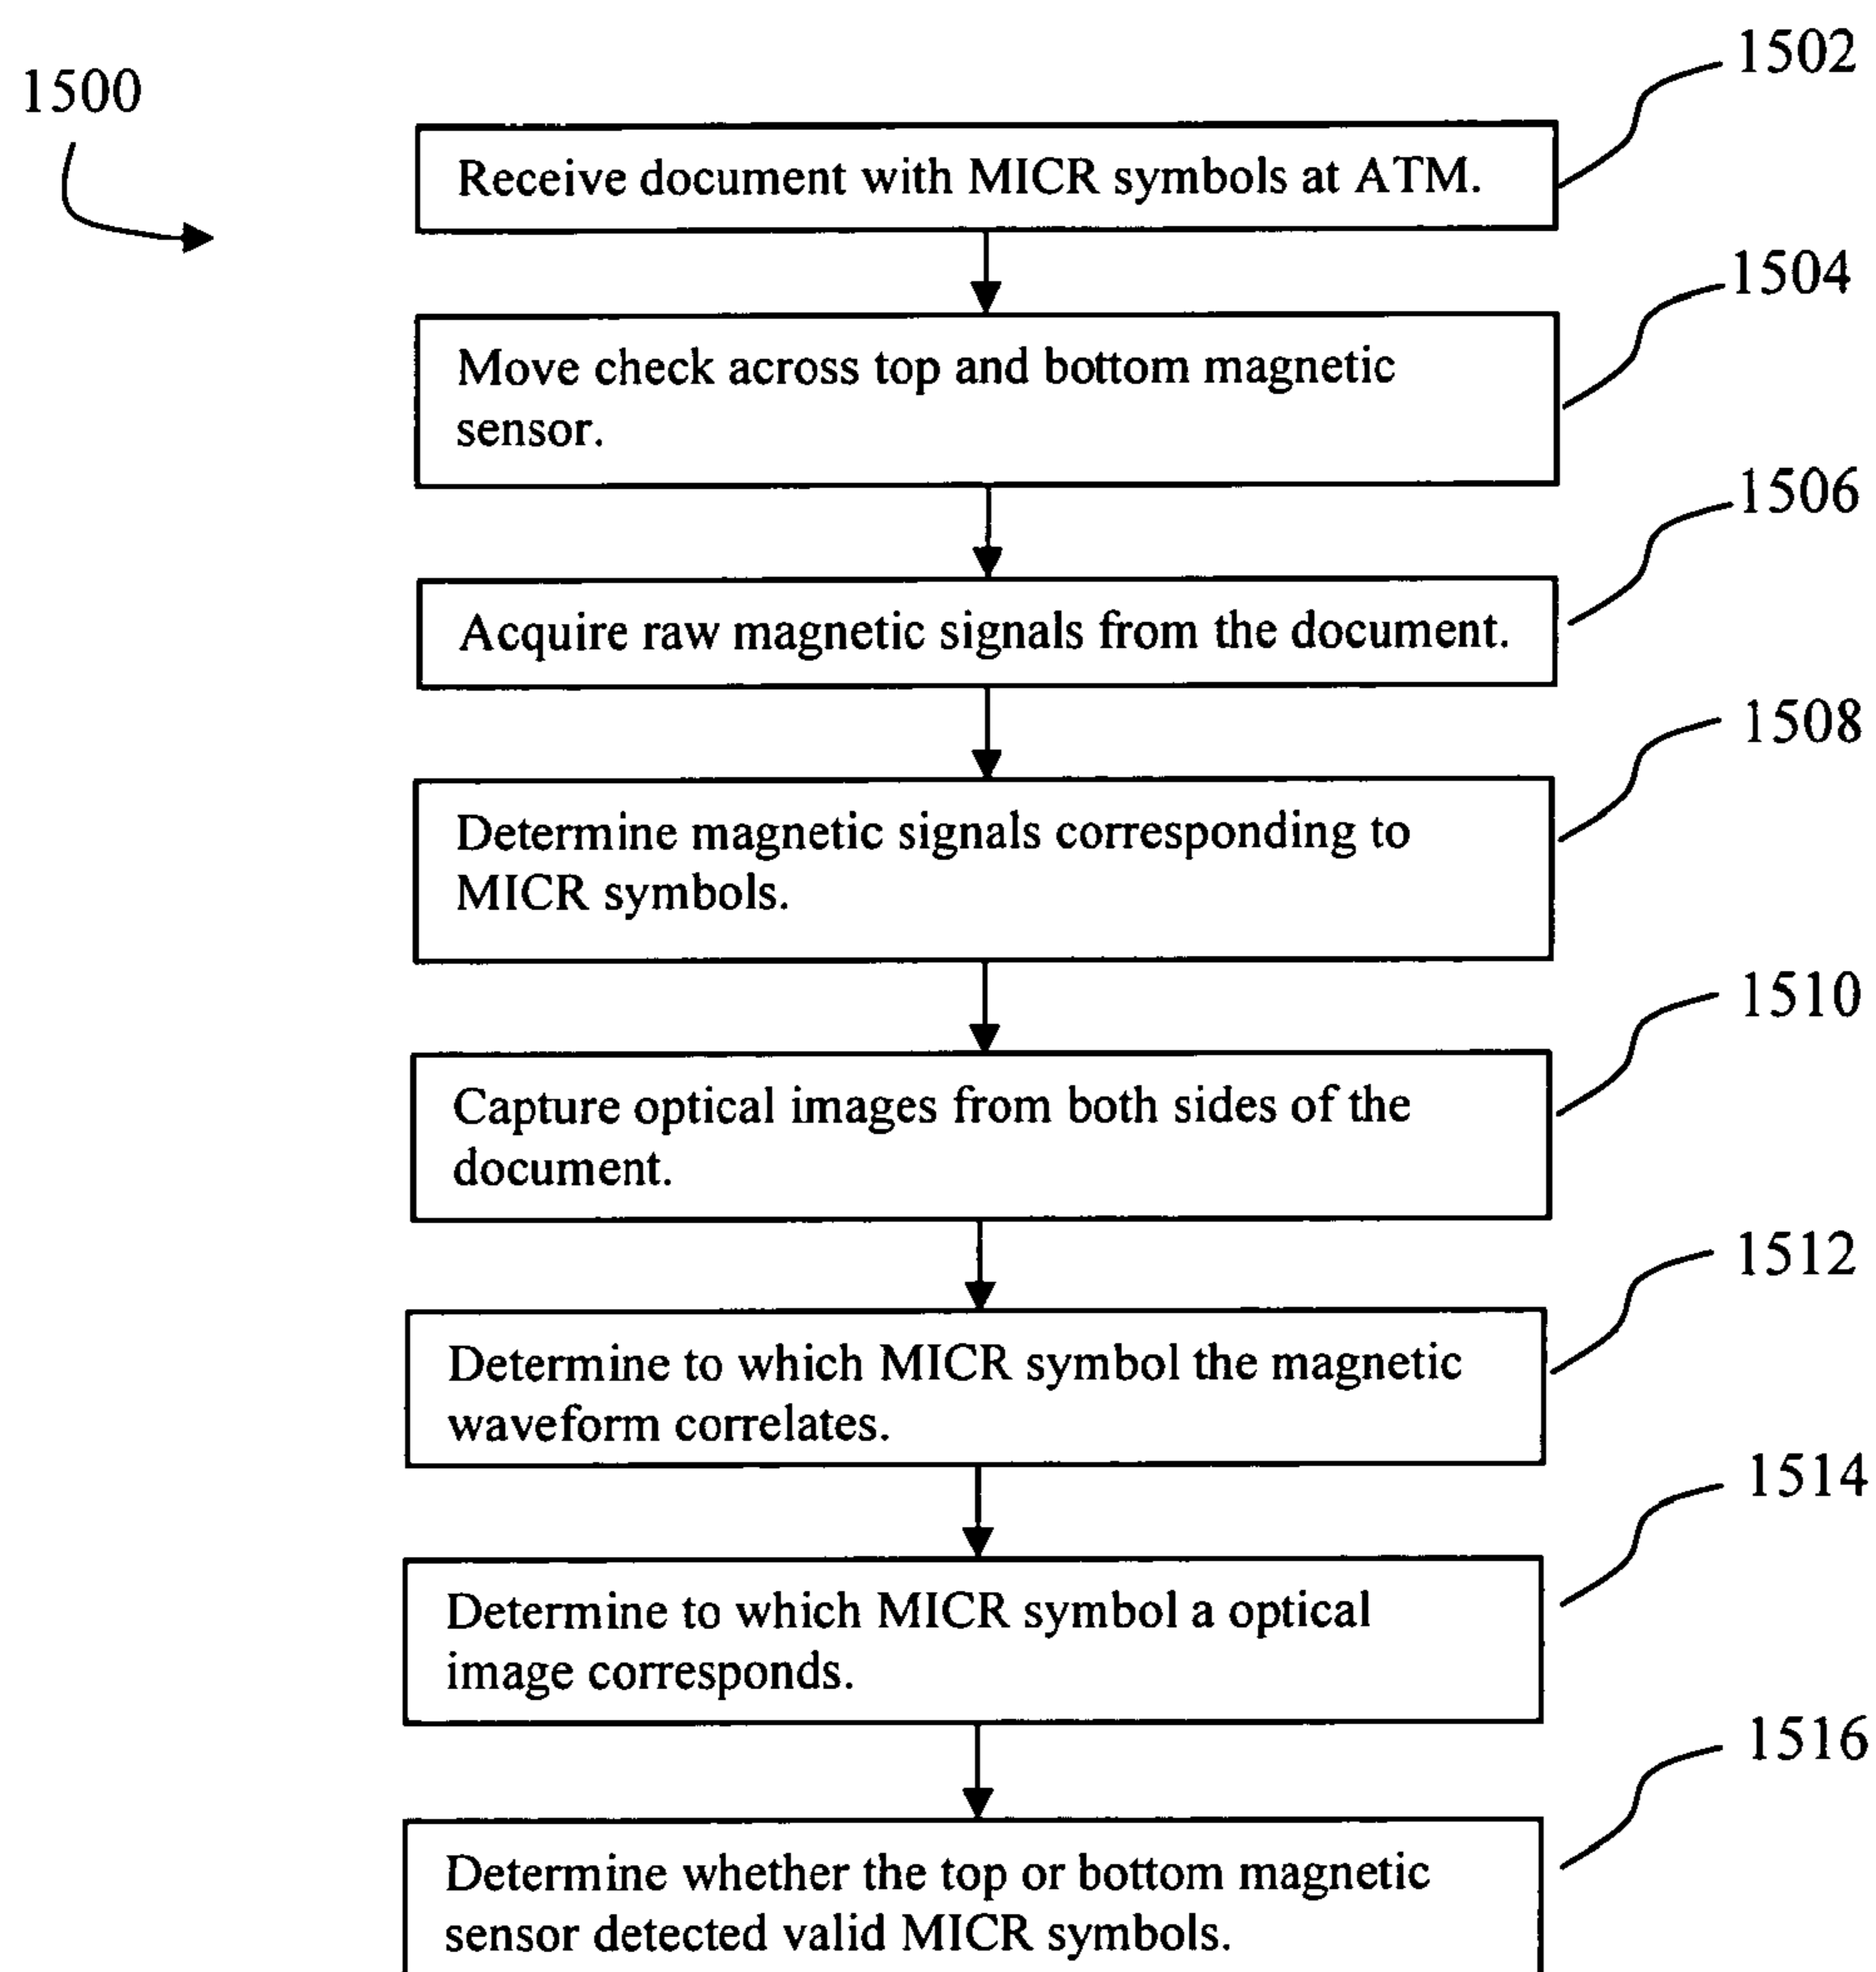 1500
1502
Receive document with MICR symbols at ATM.
1504
Move check across top and bottom magnetic
sensor.
1506
Acquire raw magnetic signals from the document.
1508
Determine magnetic signals corresponding to
MICR symbols.
1510
Capture optical images from both sides of the
document.
1512
Determine to which MICR symbol the magnetic
waveform correlates.
1514
Determine to which MICR symbol a optical
image corresponds.
1516
Determine whether the top or bottom magnetic
sensor detected valid MICR symbols.